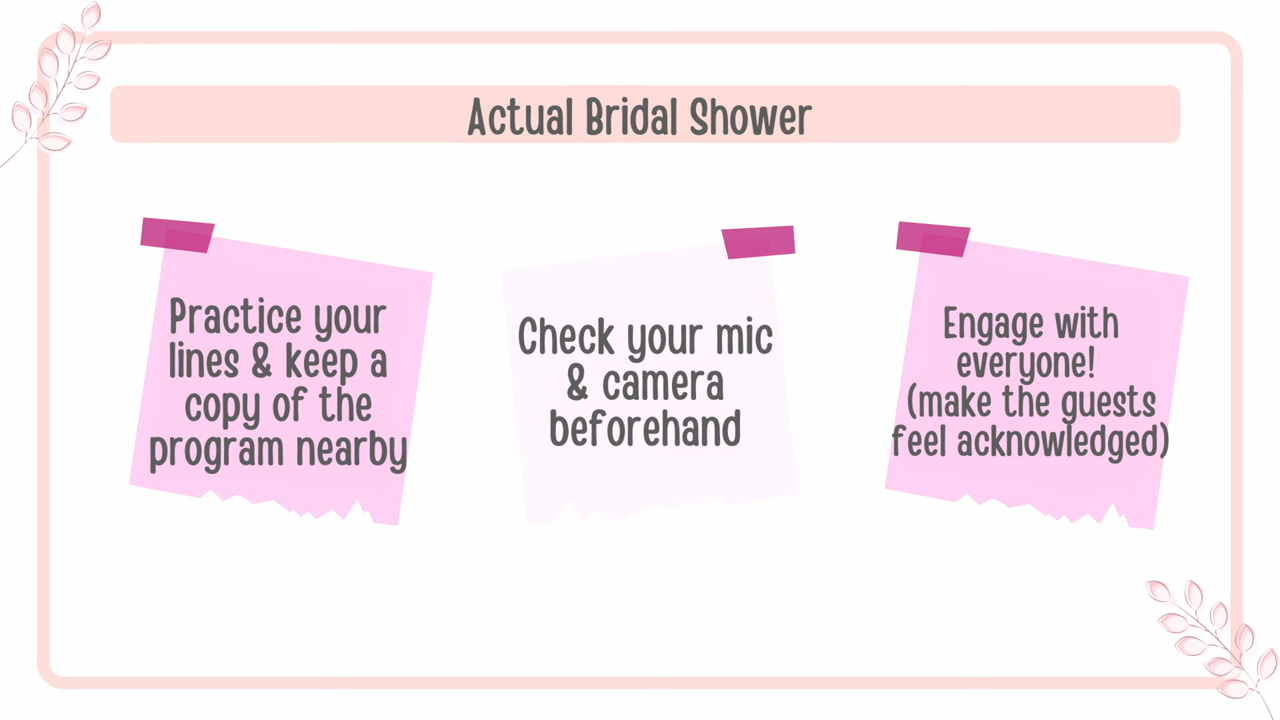 Actual Bridal Shower
Practice your
lines & keep a
copy of the
program nearby
Check your mic
& camera
beforehand
Engage with
everyone!
(make the guests
feel acknowledged)